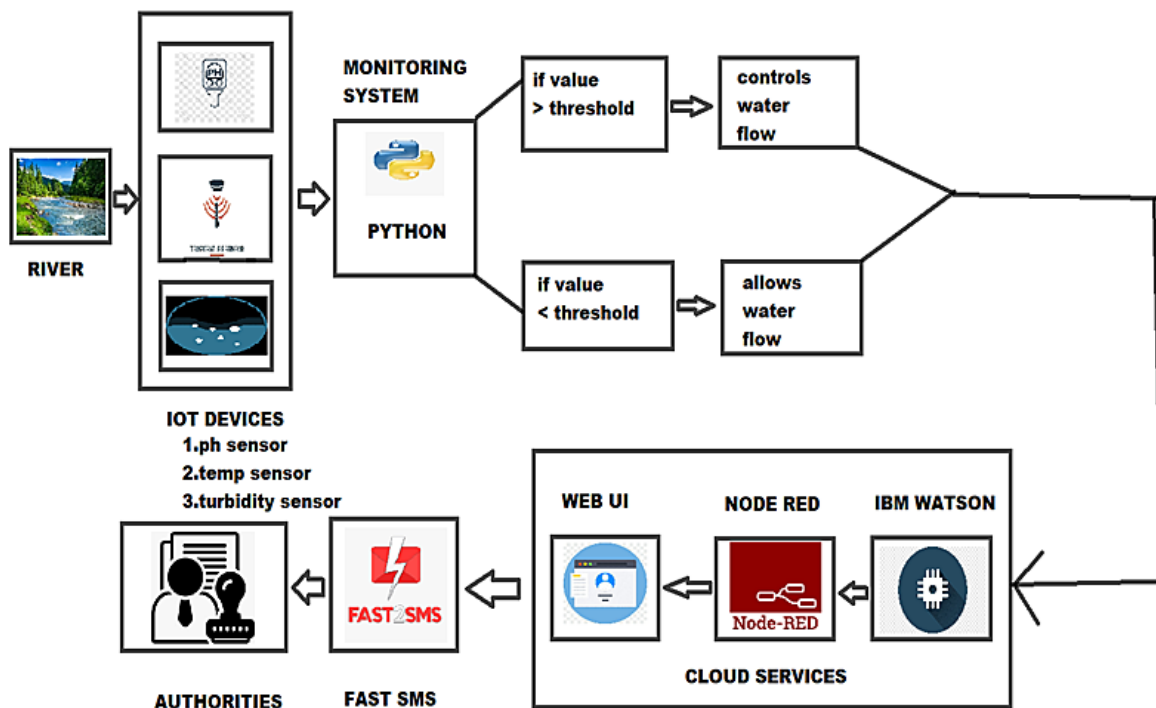 MONITORING
SYSTEM
PH
PYTHON
RIVER
if value
> threshold
controls
water
flow
if value
< threshold
allows
water
flow
IOT DEVICES
1.ph sensor
2.temp sensor
3.turbidity sensor
WEB UI
NODE RED
IBM WATSON
FAST2SMS
Node-RED
CLOUD SERVICES
AUTHORITIES
FAST SMS